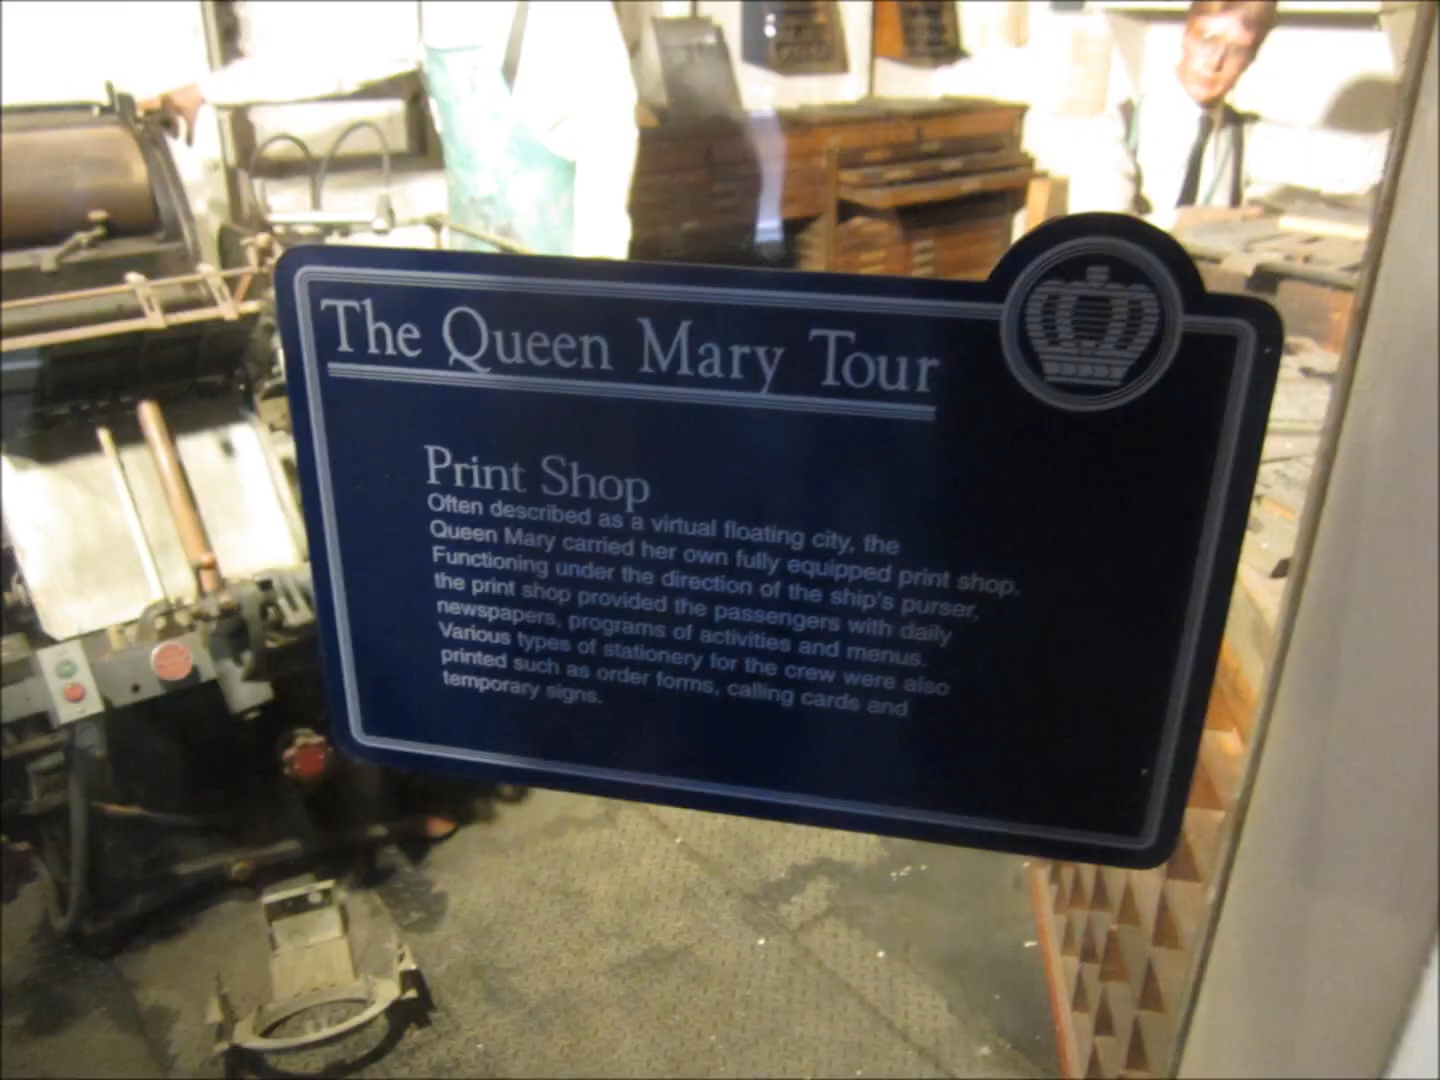 The Queen Mary Tour
Print Shop
Often described as a virtual floating city, the
Queen Mary carried her own fully equipped print shop.
Functioning under the direction of the ship's purser,
the print shop provided the passengers with daily
newspapers, programs of activities and menus.
Various types of stationery for the crew were also
printed such as order forms, calling cards and
temporary signs.